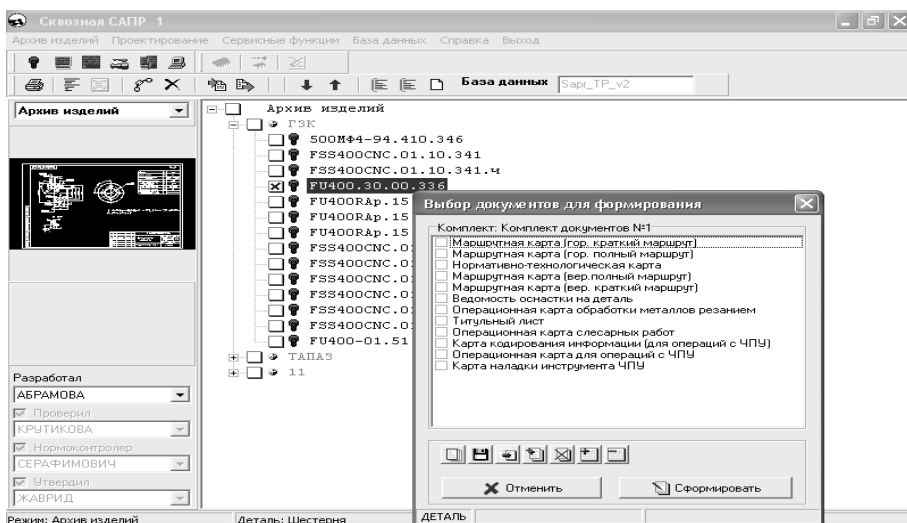 Сквозная САПР 1
Архив изделий Проектирование Сервисные функции База данных Справка Выход
База данных Sapr_TP_v2
Архив изделий
Архив изделий
ГЗК
500МФ4-94.410.346
FSS400CNC.01.10.341
FSS400CNC.01.10.341.ч
FU400.30.00.336
FU400RAp.15
FU400RAp.15
FU400RAp.15
FSS400CNC.0
FSS400CNC.0
FSS400CNC.0
FSS400CNC.0
FSS400CNC.0
FSS400CNC.0
FU400-01.51
ТАПАЗ
11
Разработал
АБРАМОВА
Проверил
КРУТИКОВА
Нормоконтролер
СЕРАФИМОВИЧ
Утвердил
ЖАВРИД
Режим: Архив изделий
Деталь: Шестерня
Выбор документов для формирования
Комплект: Комплект документов №1
Маршрутная карта (гор. краткий маршрут)
Маршрутная карта (гор. полный маршрут)
Нормативно-технологическая карта
Маршрутная карта (вер.полный маршрут)
Маршрутная карта (вер. краткий маршрут)
Ведомость оснастки на деталь
Операционная карта обработки металлов резанием
Титульный лист
Операционная карта слесарных работ
Карта кодирования информации (для операций с ЧПУ)
Операционная карта для операций с ЧПУ
Карта наладки инструмента ЧПУ
Отменить
Сформировать
ДЕТАЛЬ